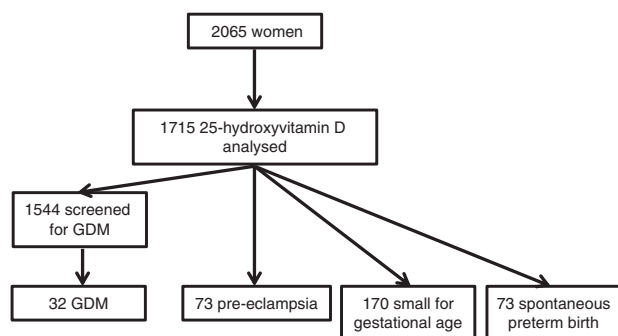 2065 women
1715 25-hydroxyvitamin D
analysed
1544 screened
for GDM
32 GDM
73 pre-eclampsia
170 small for
gestational age
73 spontaneous
preterm birth